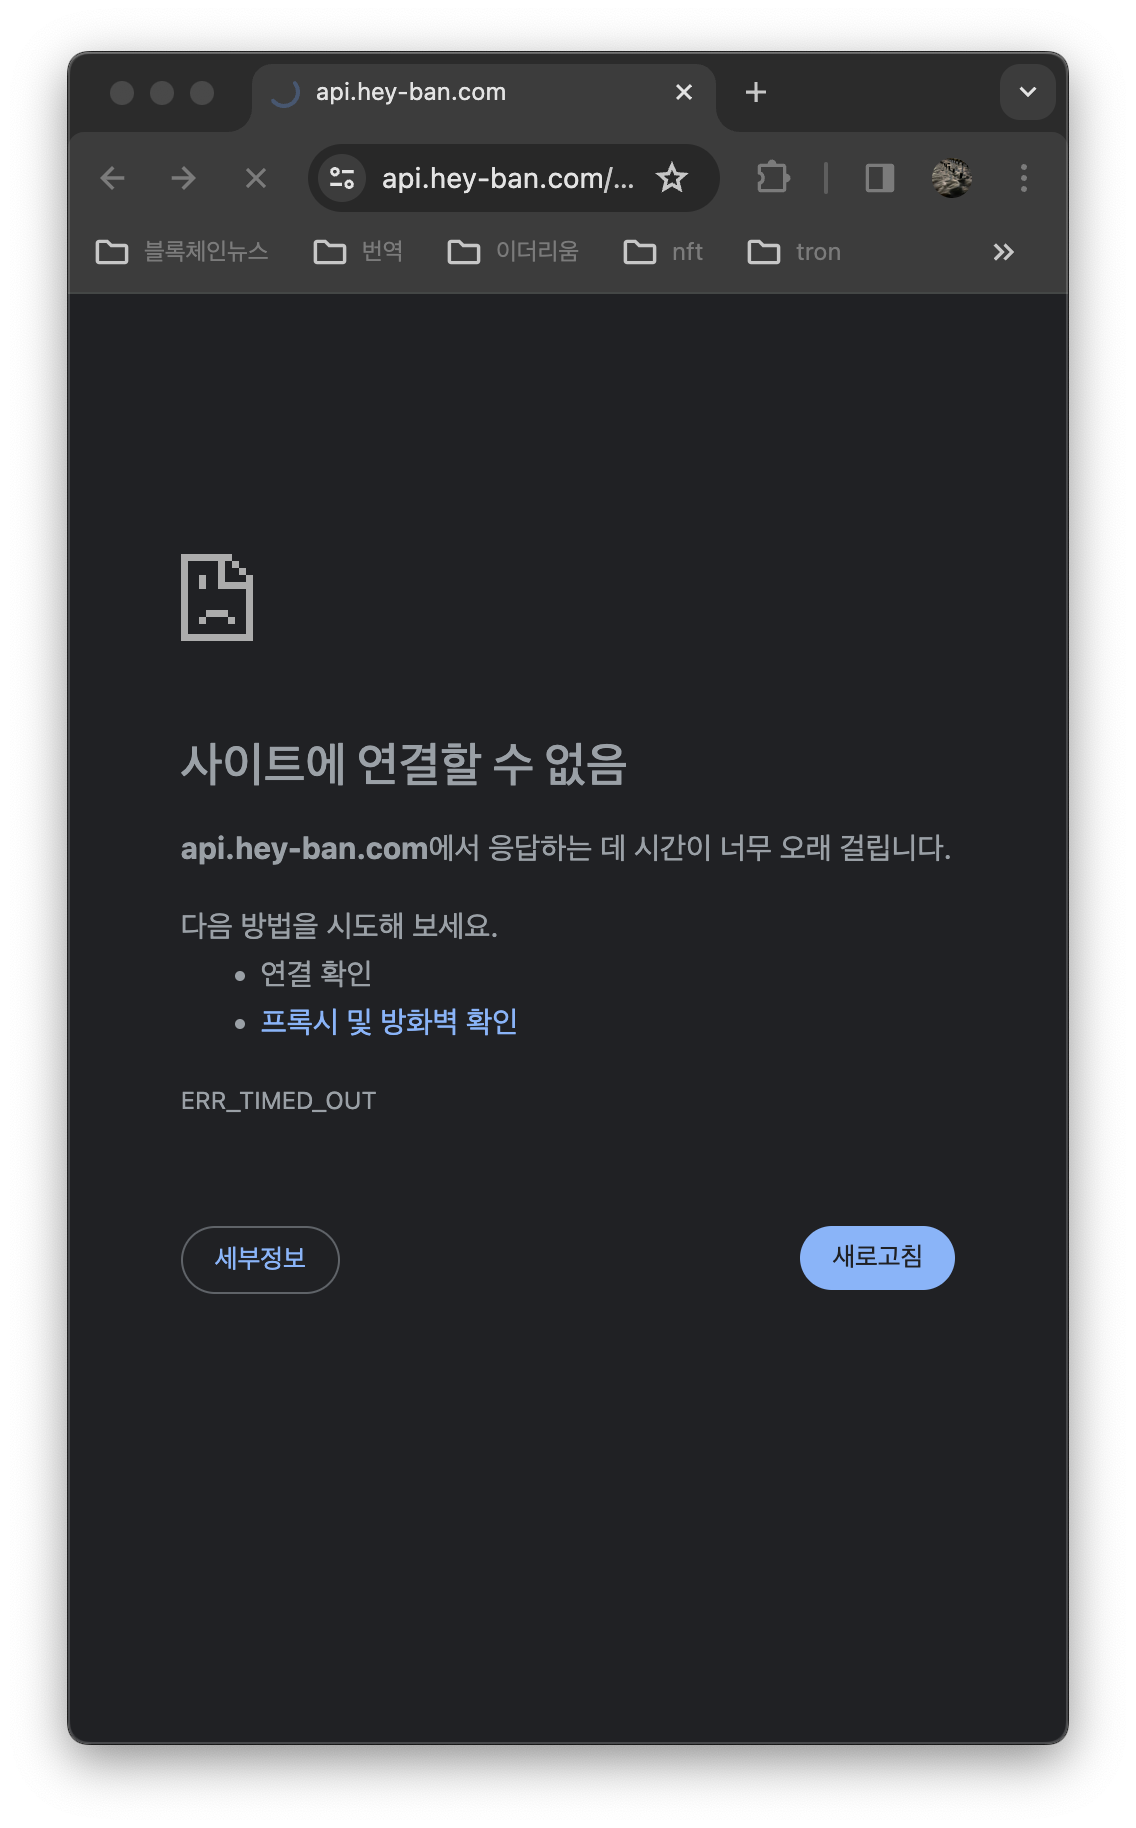 api.hey-ban.com
api.hey-ban.com/...
블록체인뉴스 번역 이더리움 nft tron
사이트에 연결할 수 없음
api.hey-ban.com에서 응답하는 데 시간이 너무 오래 걸립니다.
다음 방법을 시도해 보세요.
• 연결 확인
• 프록시 및 방화벽 확인
ERR_TIMED_OUT
세부정보 새로고침